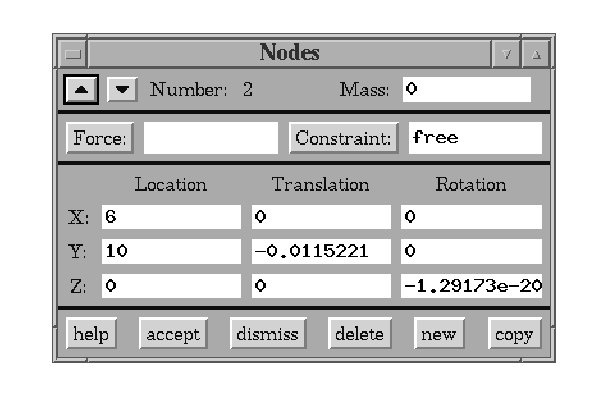 Nodes
Number: 2 Mass: 0
Force: Constraint: free
Location Translation Rotation
X: 6 0 0
Y: 10 -0.0115221 0
Z: 0 0 -1.29173e-20
help accept dismiss delete new copy